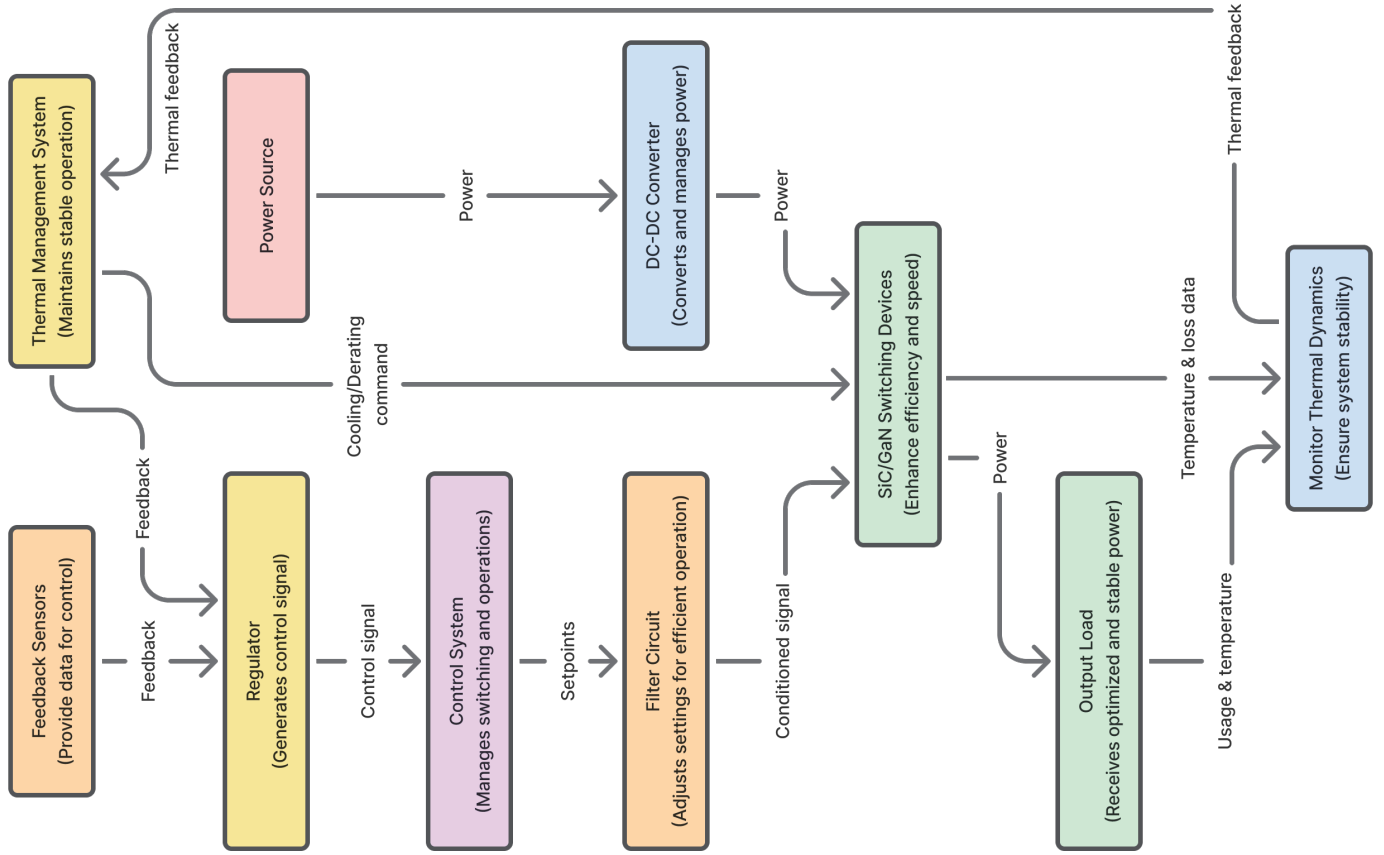 Feedback Sensors
(Provide data for control)
Thermal Management System
(Maintains stable operation)
Feedback
Feedback
Thermal feedback
Regulator
(Generates control signal)
Power Source
Control signal
Cooling/Derating
command
Control System
(Manages switching and operations)
Power
Setpoints
Filter Circuit
(Adjusts settings for efficient operation)
DC-DC Converter
(Converts and manages power)
Conditioned signal
Power
SiC/GaN Switching Devices
(Enhance efficiency and speed)
Power
Output Load
(Receives optimized and stable power)
Temperature & loss data
Usage & temperature
Thermal feedback
Monitor Thermal Dynamics
(Ensure system stability)